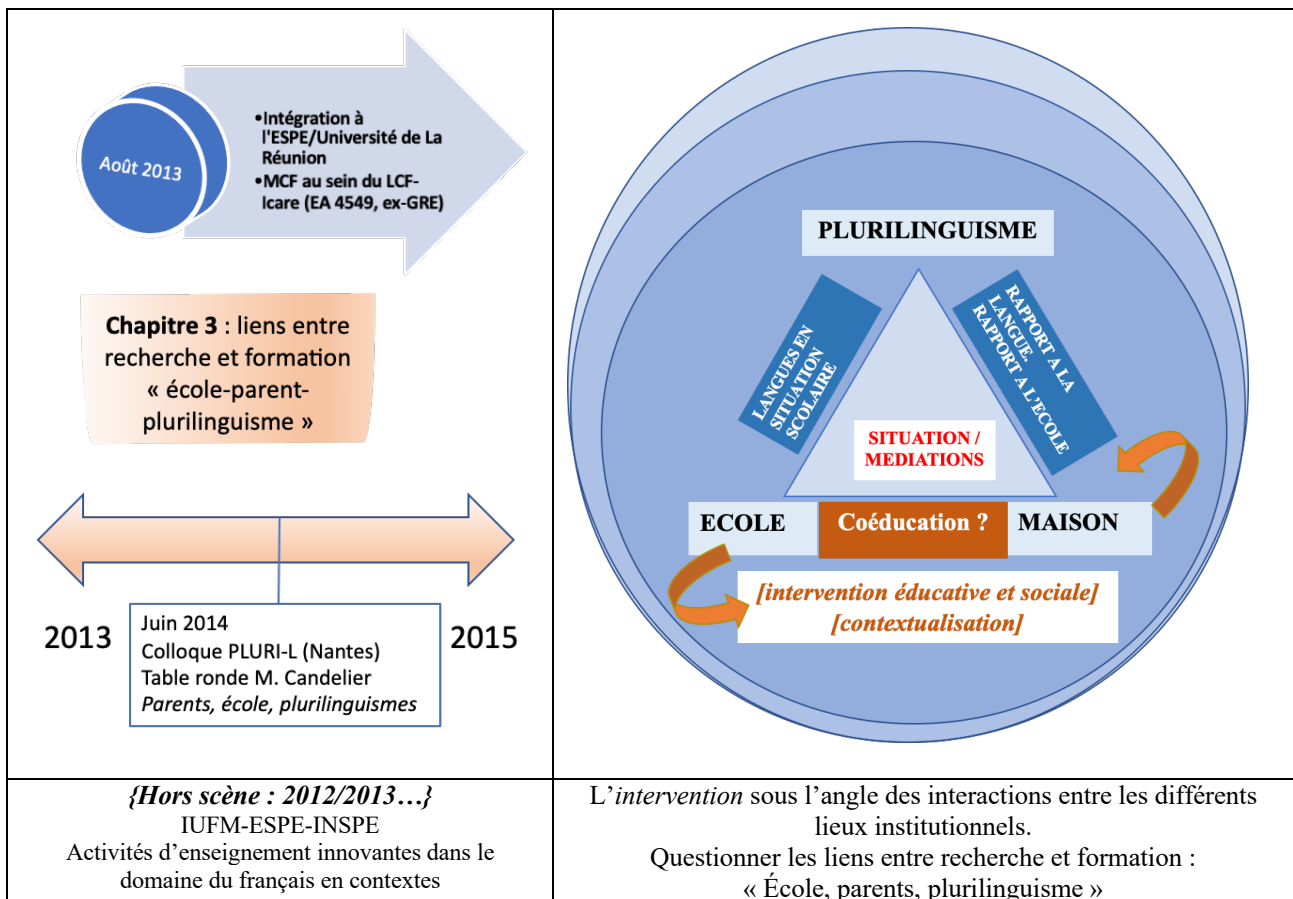 Août 2013
•Intégration à
l'ESPE/Université de La
Réunion
•MCF au sein du LCF-
Icare (EA 4549, ex-GRE)
Chapitre 3 : liens entre
recherche et formation
« école-parent-
plurilinguisme »
2013
2015
Juin 2014
Colloque PLURI-L (Nantes)
Table ronde M. Candelier
Parents, école, plurilinguismes
{Hors scène : 2012/2013…}
IUFM-ESPE-INSPE
Activités d’enseignement innovantes dans le
domaine du français en contextes
PLURILINGUISME
LANGUES EN
SITUATION
SCOLAIRE
RAPPORT A LA
LANGUE.
RAPPORT A L’ECOLE
SITUATION /
MEDIATIONS
ECOLE
Coéducation ?
MAISON
[intervention éducative et sociale]
[contextualisation]
L’intervention sous l’angle des interactions entre les différents
lieux institutionnels.
Questionner les liens entre recherche et formation :
« École, parents, plurilinguisme »